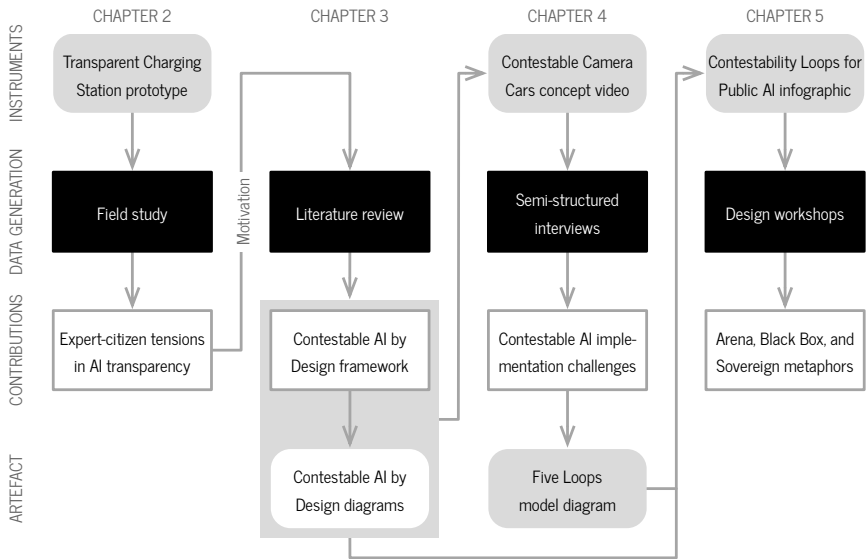 CHAPTER 2
CHAPTER 3
CHAPTER 4
CHAPTER 5
INSTRUMENTS
Transparent Charging
Station prototype
Contestable Camera
Cars concept video
Contestability Loops for
Public AI infographic
DATA GENERATION
Field study
Motivation
Literature review
Semi-structured
interviews
Design workshops
CONTRIBUTIONS
Expert-citizen tensions
in AI transparency
Contestable AI by
Design framework
Contestable AI imple-
mentation challenges
Arena, Black Box, and
Sovereign metaphors
ARTEFACT
Contestable AI by
Design diagrams
Five Loops
model diagram